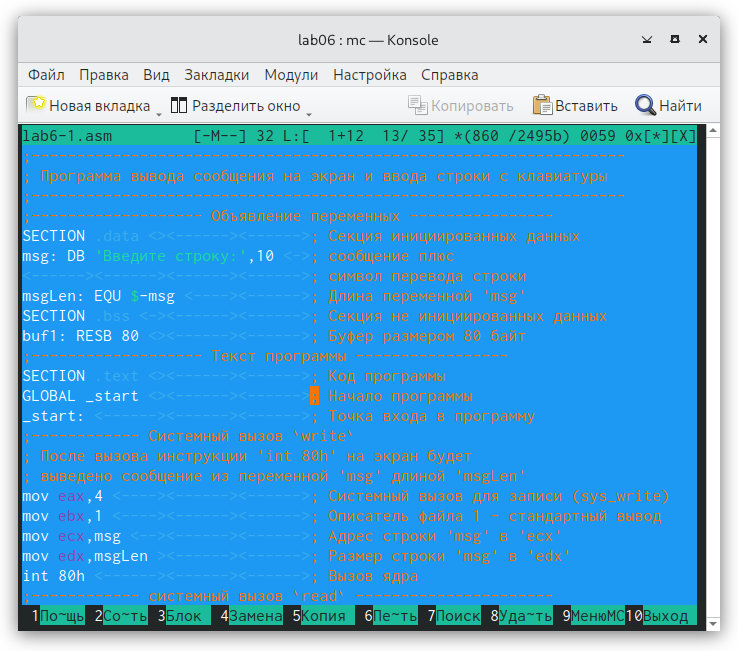 lab06 : mc — Konsole
Файл Правка Вид Закладки Модули Настройка Справка
Новая вкладка Разделить окно Копировать Вставить Найти
lab6-1.asm [-M--] 32 L:[ 1+12 13/ 35] *(860 /2495b) 0059 0x[*][X]
;------------------------------------------------------------------
; Программа вывода сообщения на экран и ввода строки с клавиатуры
;------------------------------------------------------------------
;------------------- Объявление переменных -------------------
SECTION .data <><------><------>; Секция инициированных данных
msg: DB 'Введите строку:',10 <->; сообщение плюс
<------><------><------><------>; символ перевода строки
msgLen: EQU $-msg <-----><------>; Длина переменной 'msg'
SECTION .bss <-><------><------>; Секция не инициированных данных
buf1: RESB 80 <><------><------>; Буфер размером 80 байт
;------------------- Текст программы -----------------
SECTION .text <><------><------>; Код программы
GLOBAL _start <><------><------>; Начало программы
_start: <------><------><------>; Точка входа в программу
;------------ Системный вызов `write`
; После вызова инструкции 'int 80h' на экран будет
; выведено сообщение из переменной 'msg' длиной 'msgLen'
mov eax,4 <-----><------><------>; Системный вызов для записи (sys_write)
mov ebx,1 <-----><------><------>; Описатель файла 1 - стандартный вывод
mov ecx,msg <---><------><------>; Адрес строки 'msg' в 'ecx'
mov edx,msgLen ><------><------>; Размер строки 'msg' в 'edx'
int 80h <------><------><------>; Вызов ядра
;------------ системный вызов `read` ----------------------
1По~щь 2Со~ть 3Блок 4Замена 5Копия 6Пе~ть 7Поиск 8Уда~ть 9МенюMC 10Выход